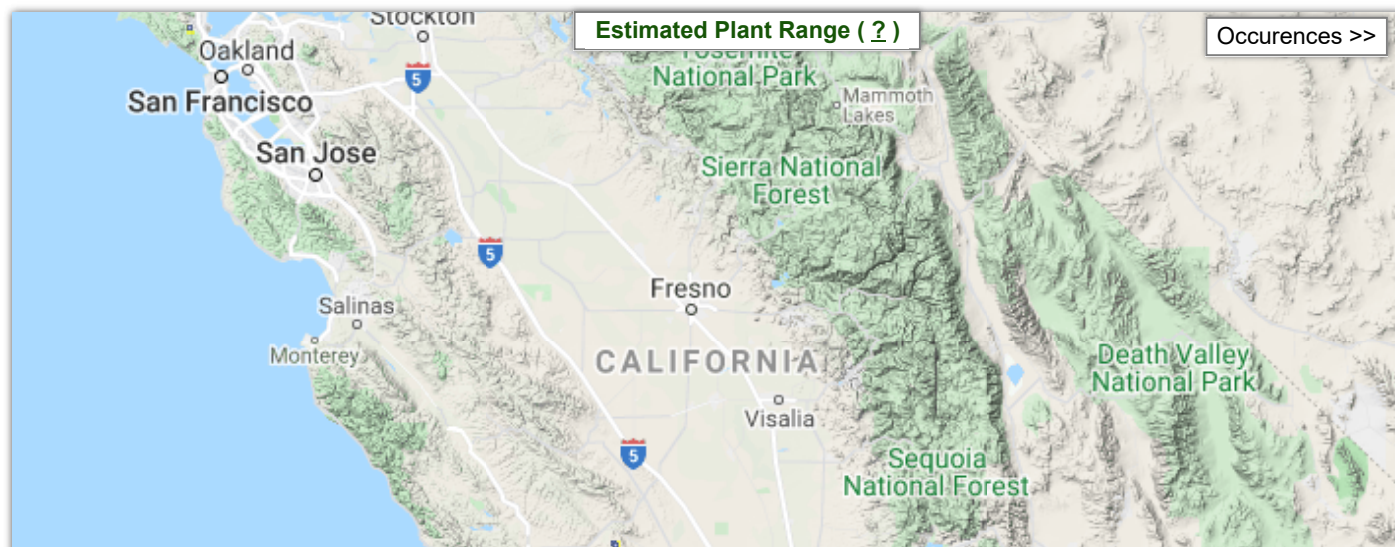 Stockton
Estimated Plant Range ( ? )
Occurences >>
Oakland
Yosemite
National Park
San Francisco
Mammoth
Lakes
5
San Jose
Sierra National
Forest
5
Fresno
Salinas
Monterey
CALIFORNIA
Death Valley
National Park
Visalia
5
Sequoia
National Forest